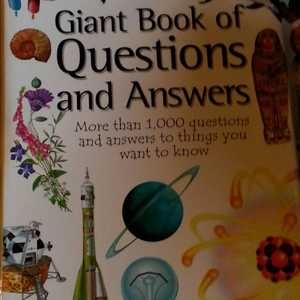 Giant Book of
Questions
and Answers
More than 1,000 questions
and answers to things you
want to know